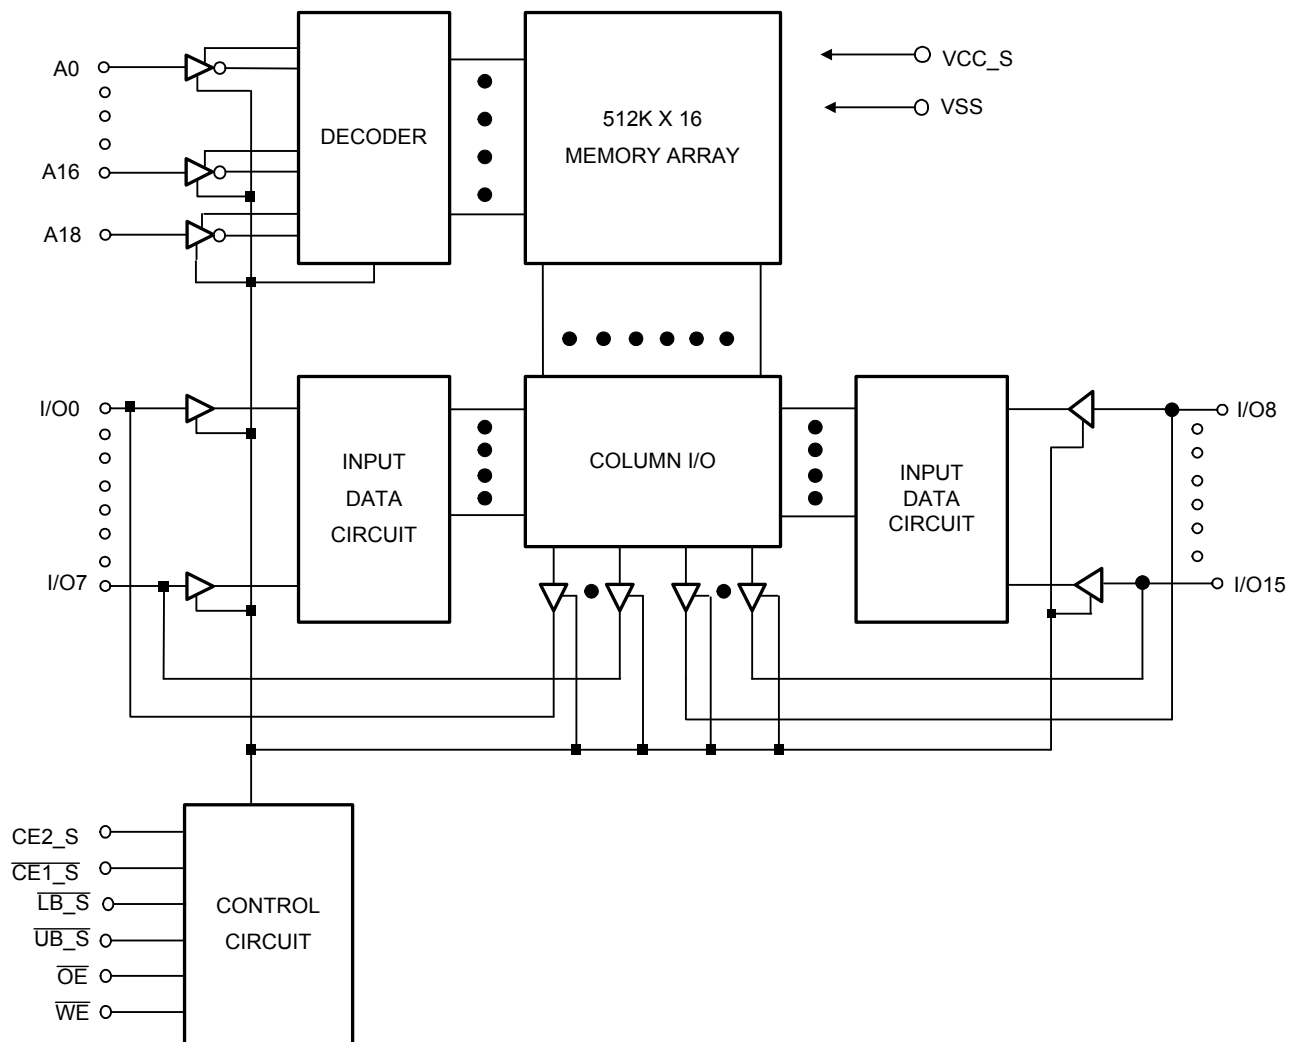 A0
A16
A18
DECODER
512K X 16
MEMORY ARRAY
VCC_S
VSS
I/O0
I/O7
INPUT
DATA
CIRCUIT
COLUMN I/O
INPUT
DATA
CIRCUIT
I/O8
I/O15
CE2_S
CE1_S
LB_S
UB_S
OE
WE
CONTROL
CIRCUIT